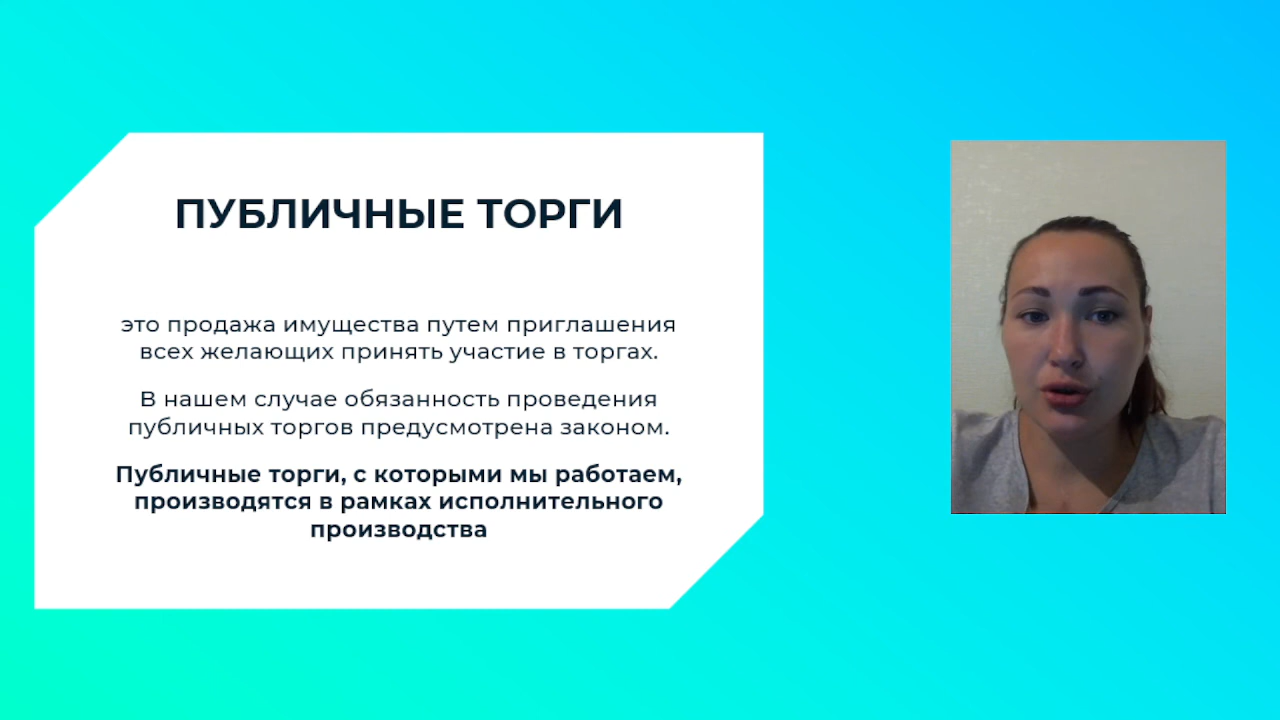 ПУБЛИЧНЫЕ ТОРГИ
это продажа имущества путем приглашения
всех желающих принять участие в торгах.
В нашем случае обязанность проведения
публичных торгов предусмотрена законом.
Публичные торги, с которыми мы работаем,
производятся в рамках исполнительного
производства